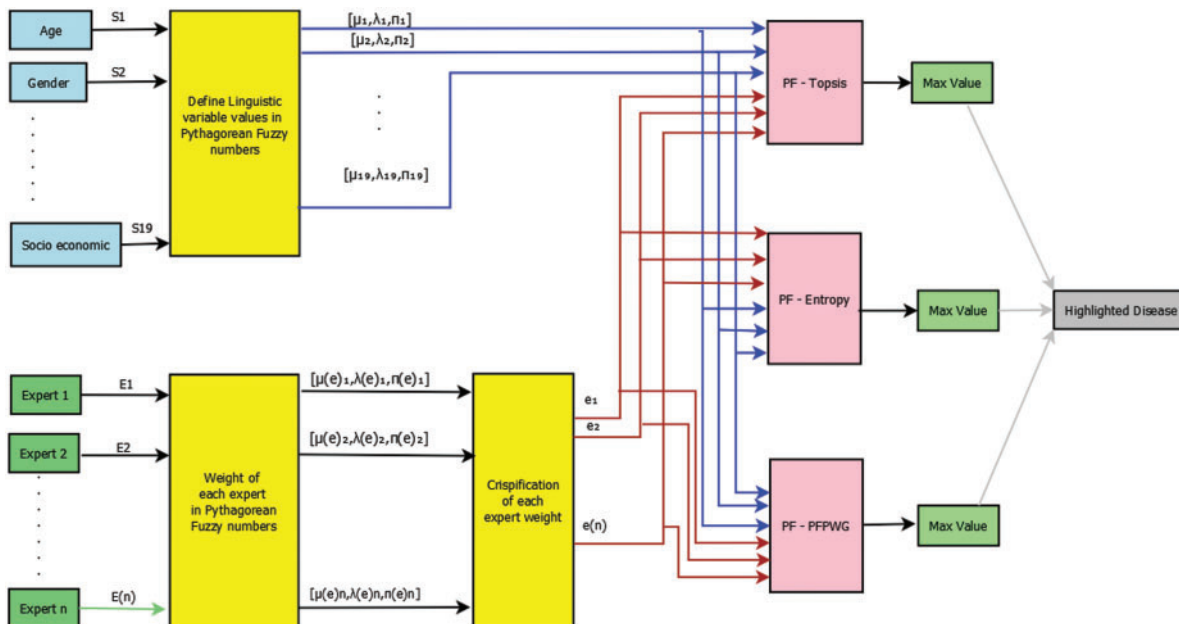 Age
S1
Gender
S2
Socio economic
S19
Define Linguistic
variable values in
Pythagorean Fuzzy
numbers
[μ₁,λ₁,π₁]
[μ₂,λ₂,π₂]
[μ₁₉,λ₁₉,π₁₉]
PF - Topsis
Max Value
PF - Entropy
Max Value
Highlighted Disease
Expert 1
E1
Expert 2
E2
Expert n
E(n)
Weight of
each expert
in Pythagorean
Fuzzy numbers
[μ(e)₁,λ(e)₁,π(e)₁]
[μ(e)₂,λ(e)₂,π(e)₂]
[μ(e)n,λ(e)n,π(e)n]
Crispification
of each
expert weight
e₁
e₂
e(n)
PF - PFPWG
Max Value